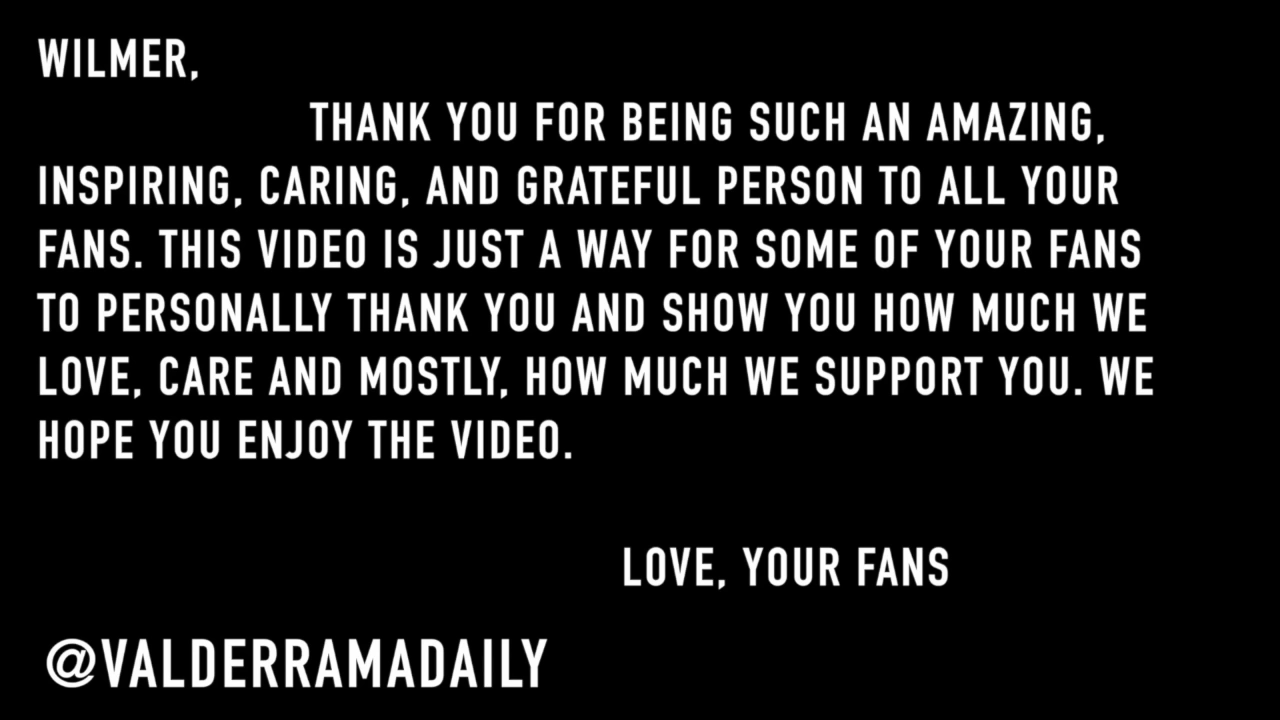 WILMER,
THANK YOU FOR BEING SUCH AN AMAZING,
INSPIRING, CARING, AND GRATEFUL PERSON TO ALL YOUR
FANS. THIS VIDEO IS JUST A WAY FOR SOME OF YOUR FANS
TO PERSONALLY THANK YOU AND SHOW YOU HOW MUCH WE
LOVE, CARE AND MOSTLY, HOW MUCH WE SUPPORT YOU. WE
HOPE YOU ENJOY THE VIDEO.
LOVE, YOUR FANS
@VALDERRAMADAILY